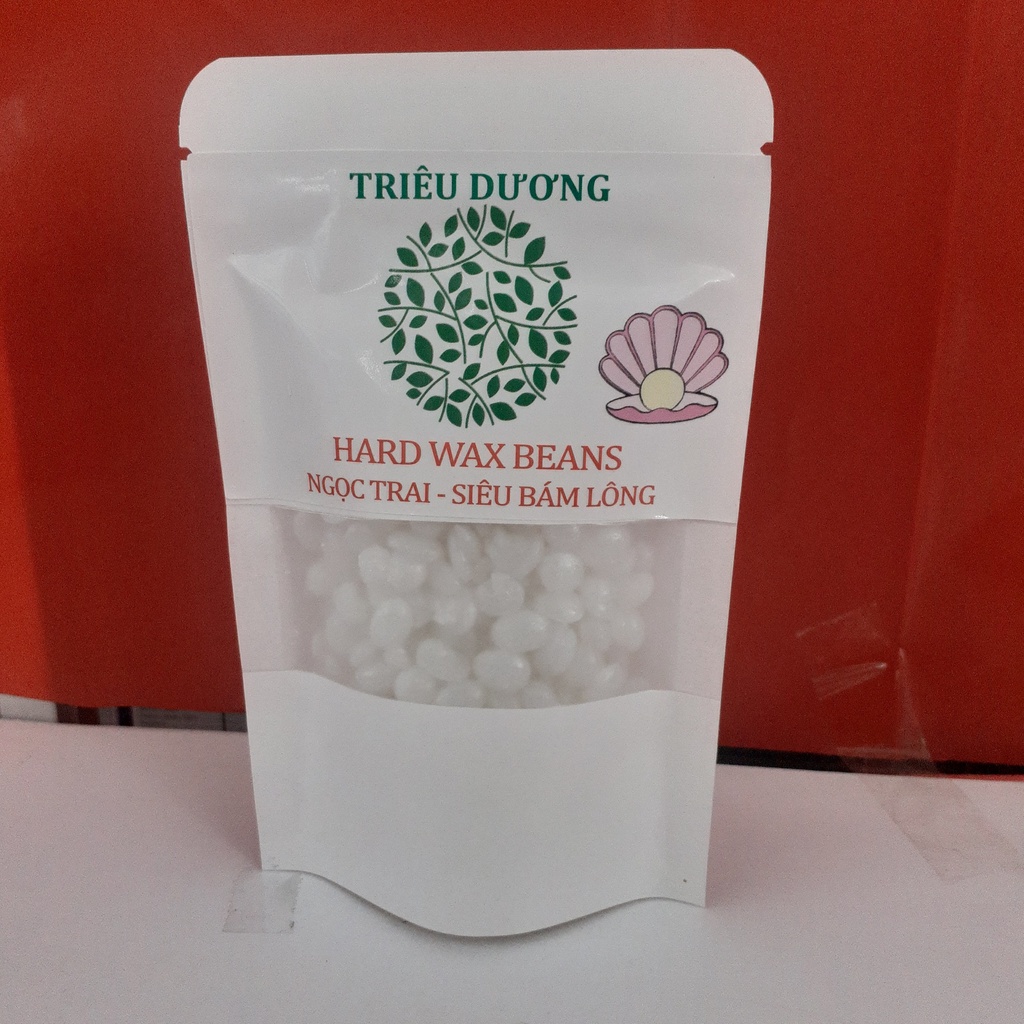 TRIÊU DƯƠNG
HARD WAX BEANS
NGỌC TRAI - SIÊU BÁM LÔNG